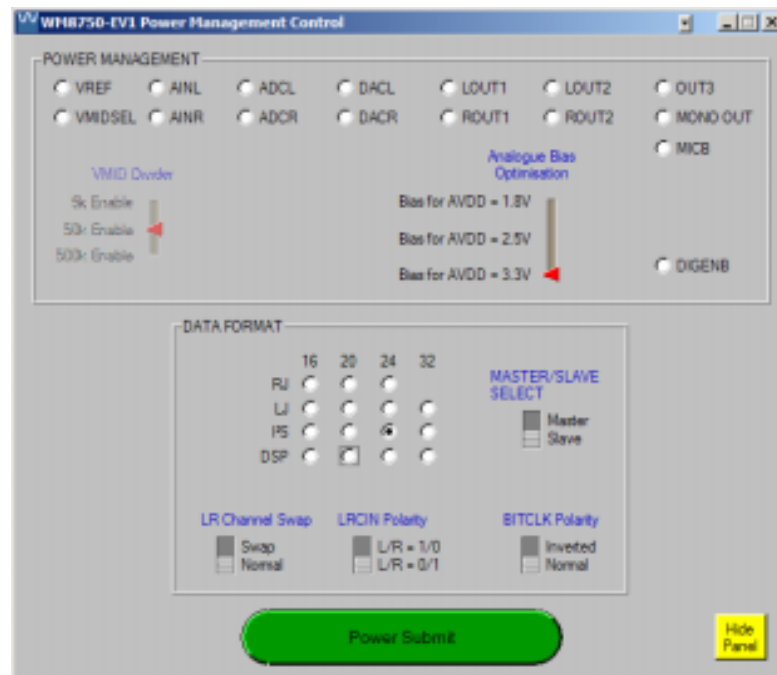 WM8750-EV1 Power Management Control
POWER MANAGEMENT
VREF AINL ADCL DACL LOUT1 LOUT2 OUT3
VMIDSEL AINR ADCR DACR ROUT1 ROUT2 MONO OUT
MICB
VMID Divider
5k Enable
50k Enable
500k Enable
Analogue Bias
Optimisation
Bias for AVDD = 1.8V
Bias for AVDD = 2.5V
Bias for AVDD = 3.3V
DIGENB
DATA FORMAT
16 20 24 32
RJ
LJ
I²S
DSP
MASTER/SLAVE
SELECT
Master
Slave
LR Channel Swap
Swap
Normal
LRCIN Polarity
L/R = 1/0
L/R = 0/1
BITCLK Polarity
Inverted
Normal
Power Submit
Hide
Panel